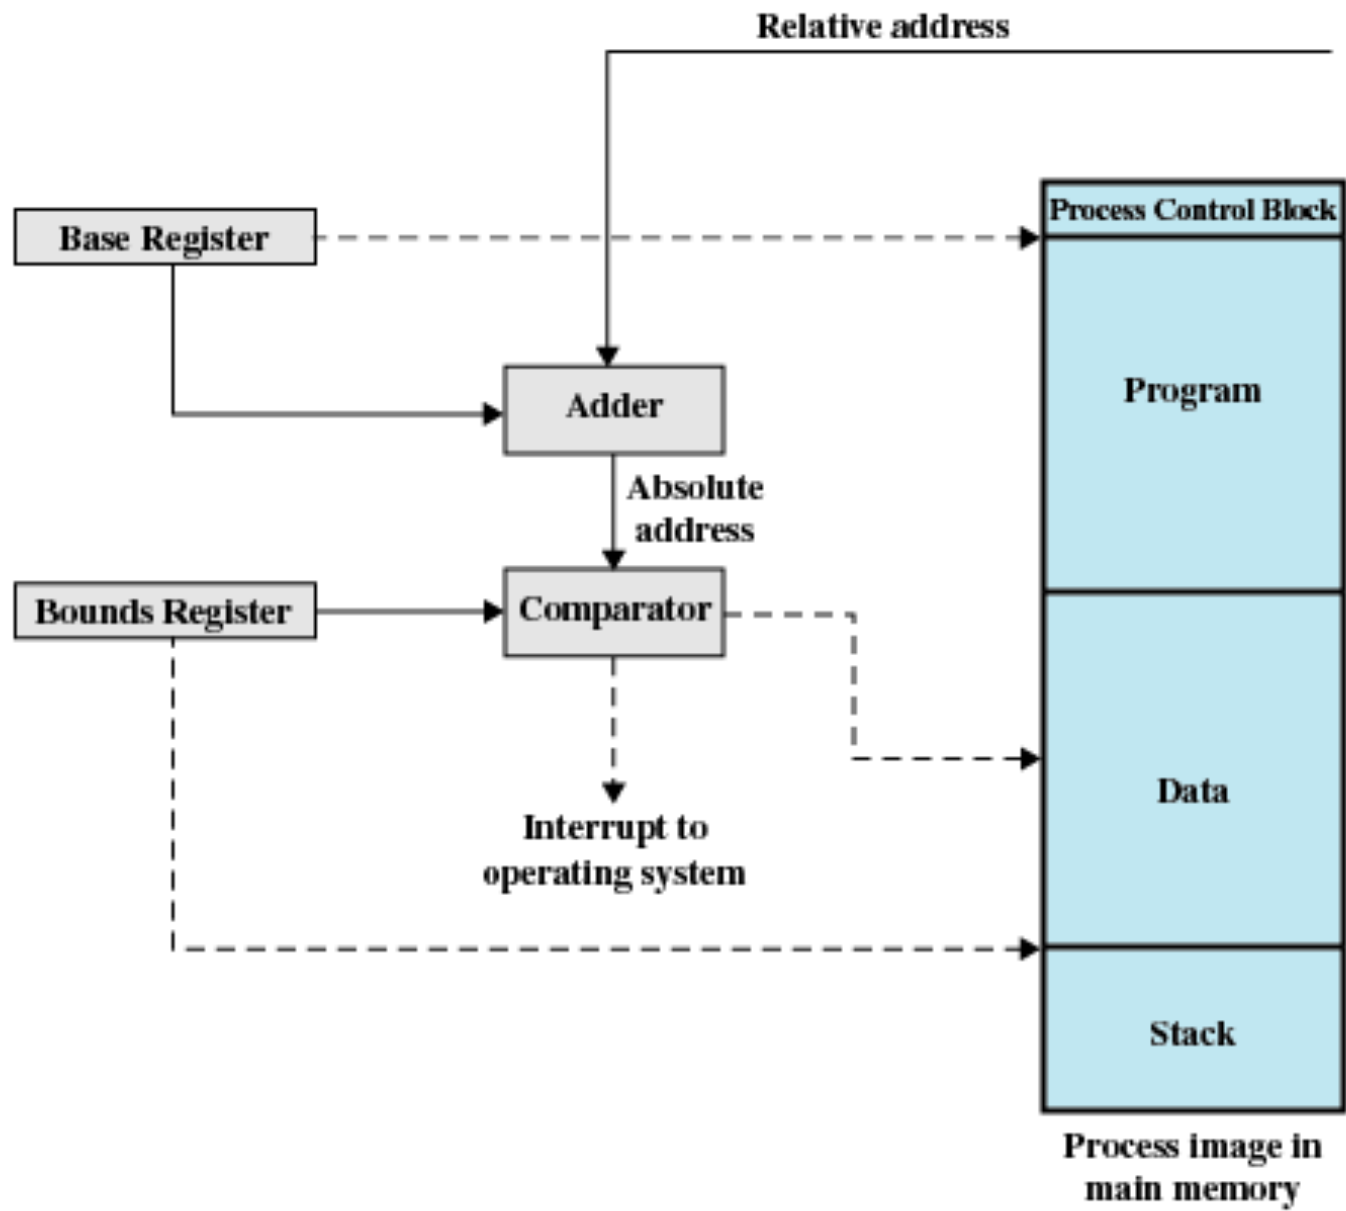 Relative address
Process Control Block
Base Register
Program
Adder
Absolute
address
Bounds Register
Comparator
Data
Interrupt to
operating system
Stack
Process image in
main memory